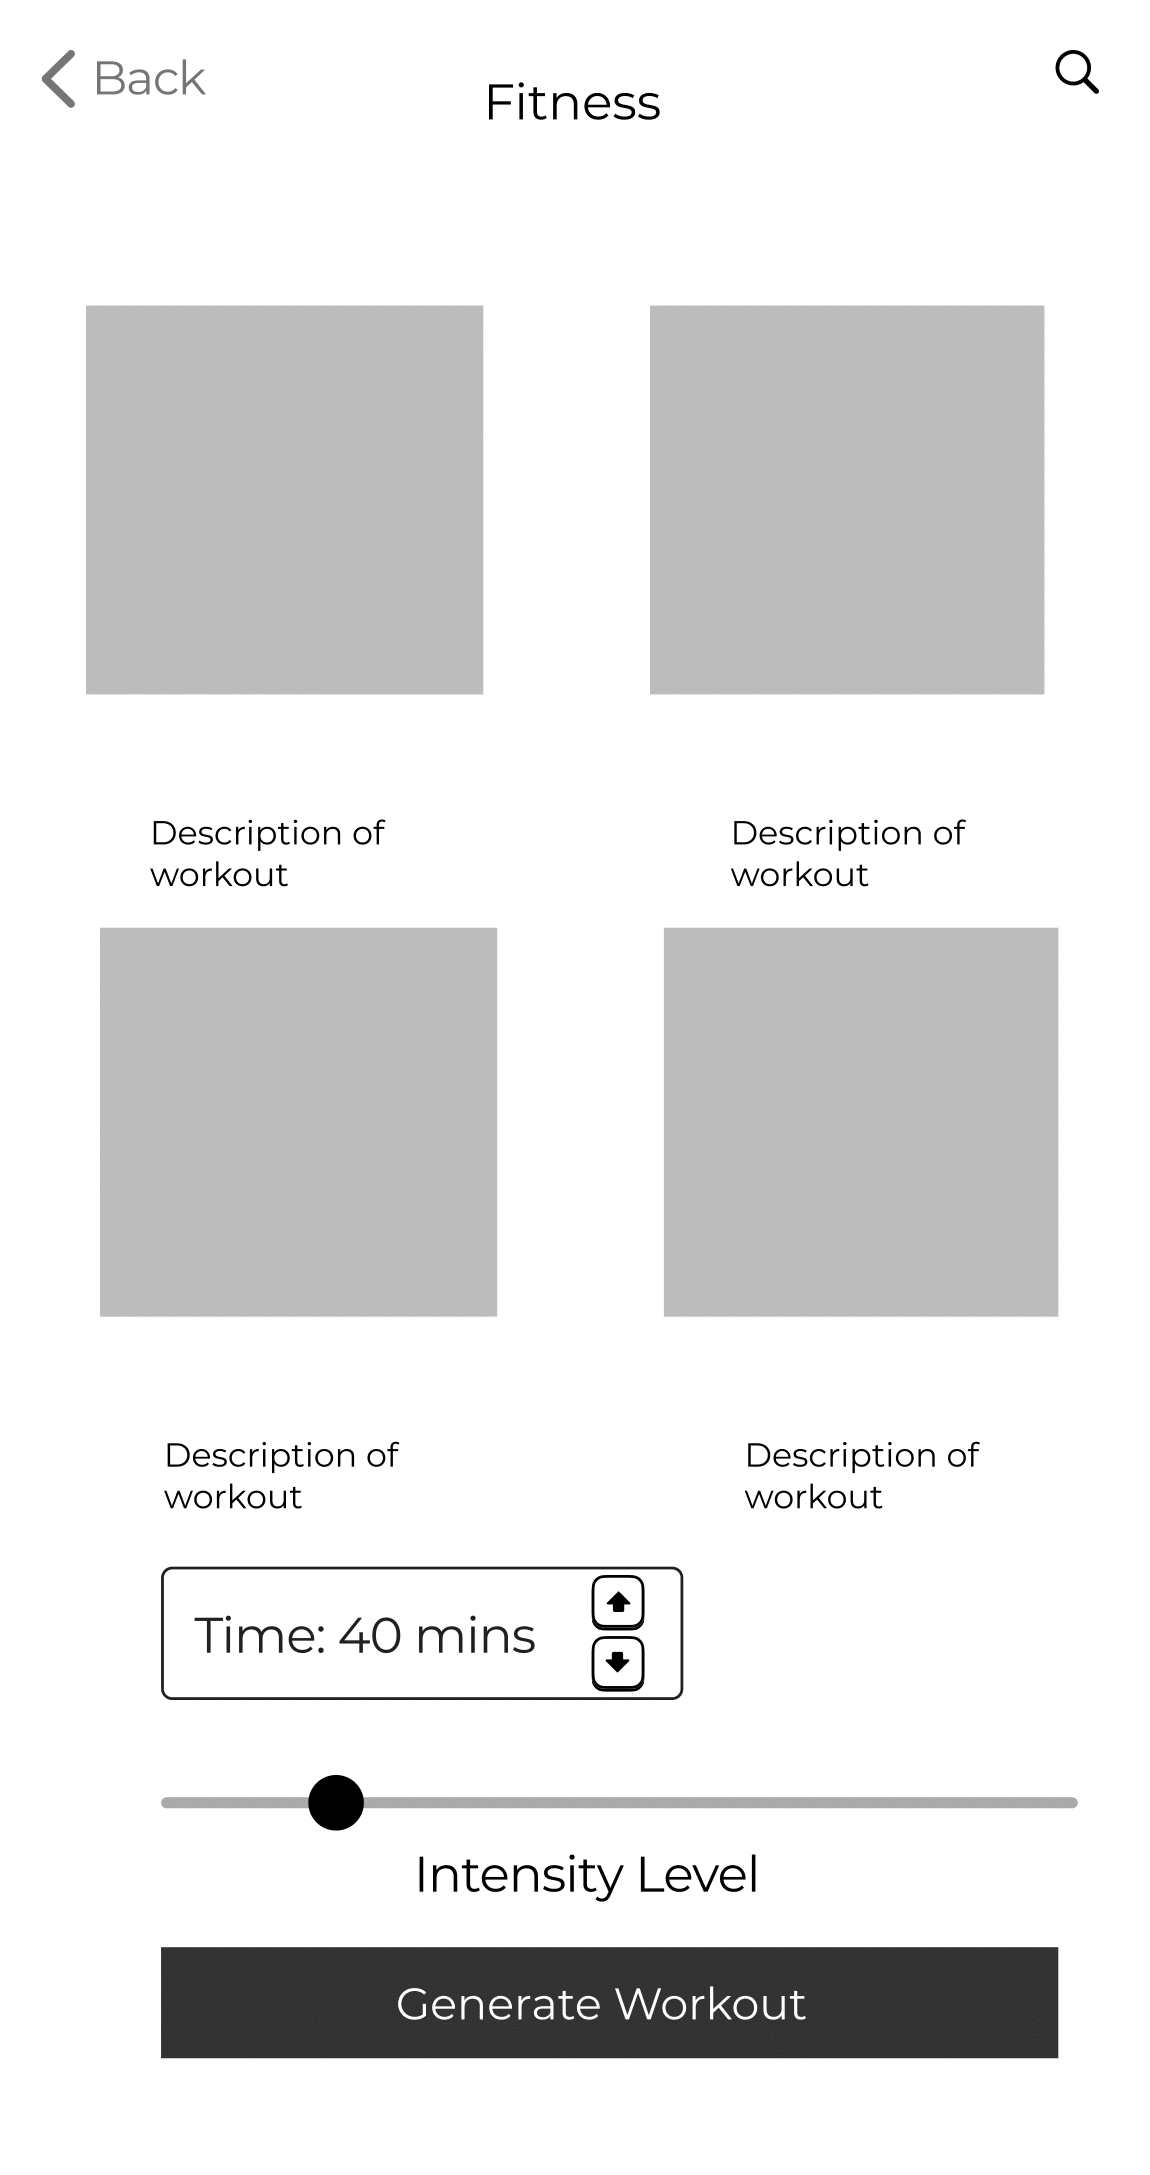 Back
Fitness
Description of
workout
Description of
workout
Description of
workout
Description of
workout
Time: 40 mins
Intensity Level
Generate Workout